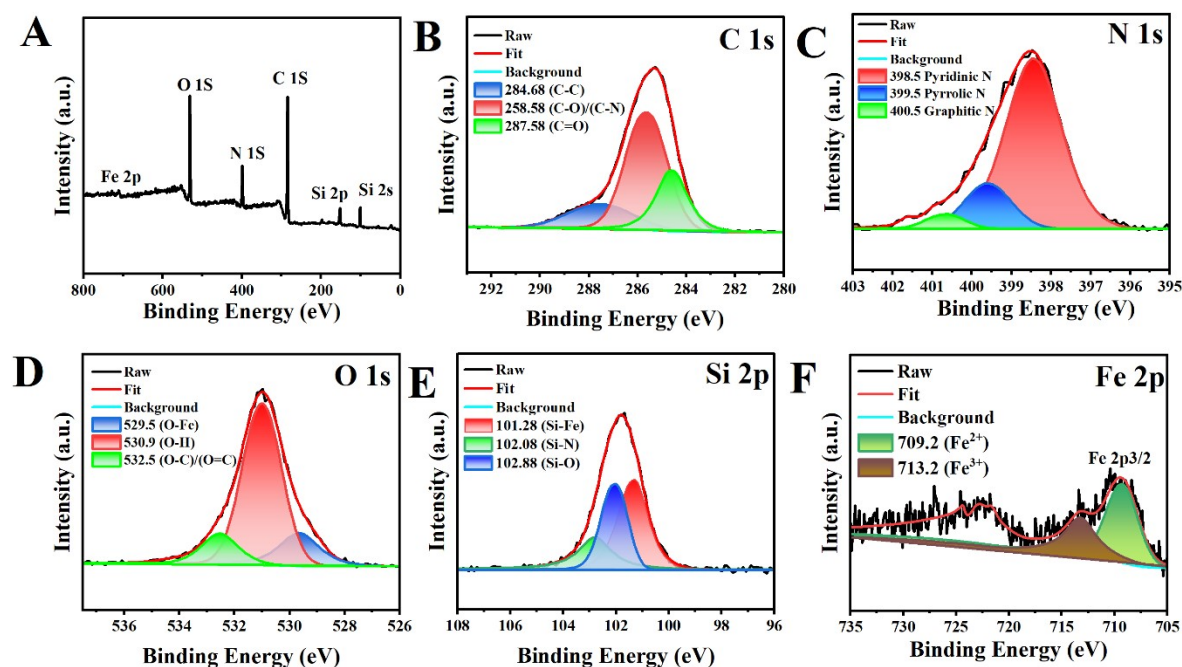 A
O 1S
C 1S
N 1S
Fe 2p
Si 2p
Si 2s
Intensity (a.u.)
800
600
400
200
0
Binding Energy (eV)
B
C 1s
Raw
Fit
Background
284.68 (C-C)
258.58 (C-O)/(C-N)
287.58 (C=O)
Intensity (a.u.)
292
290
288
286
284
282
280
Binding Energy (eV)
C
N 1s
Raw
Fit
Background
398.5 Pyridinic N
399.5 Pyrrolic N
400.5 Graphitic N
Intensity (a.u.)
403
402
401
400
399
398
397
396
395
Binding Energy (eV)
D
O 1s
Raw
Fit
Background
529.5 (O-Fe)
530.9 (O-H)
532.5 (O-C)/(O=C)
Intensity (a.u.)
536
534
532
530
528
526
Binding Energy (eV)
E
Si 2p
Raw
Fit
Background
101.28 (Si-Fe)
102.08 (Si-N)
102.88 (Si-O)
Intensity (a.u.)
108
106
104
102
100
98
96
Binding Energy (eV)
F
Fe 2p
Raw
Fit
Background
709.2 (Fe²⁺)
713.2 (Fe³⁺)
Fe 2p3/2
Intensity (a.u.)
735
730
725
720
715
710
705
Binding Energy (eV)